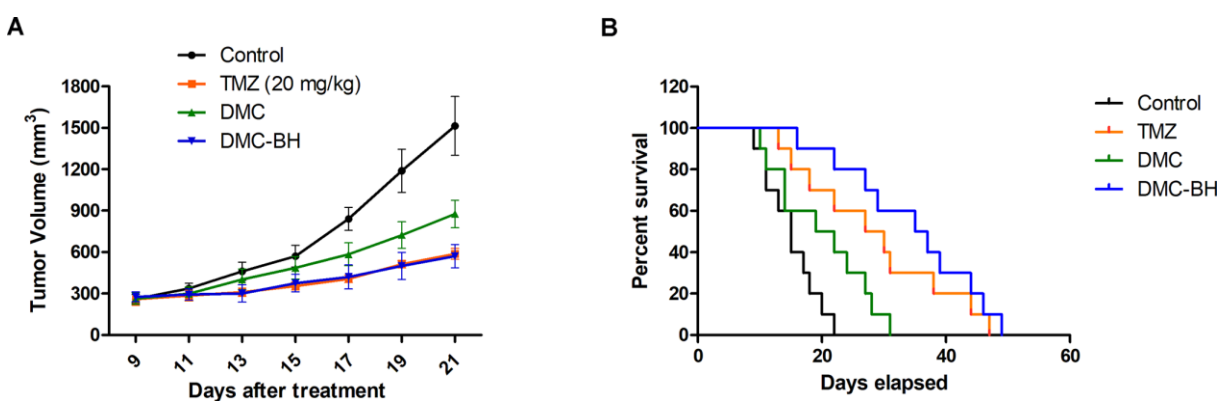 A
Control
TMZ (20 mg/kg)
DMC
DMC-BH
Tumor Volume (mm³)
1800
1500
1200
900
600
300
0
9 11 13 15 17 19 21
Days after treatment
B
Control
TMZ
DMC
DMC-BH
Percent survival
120
100
80
60
40
20
0
0 20 40 60
Days elapsed